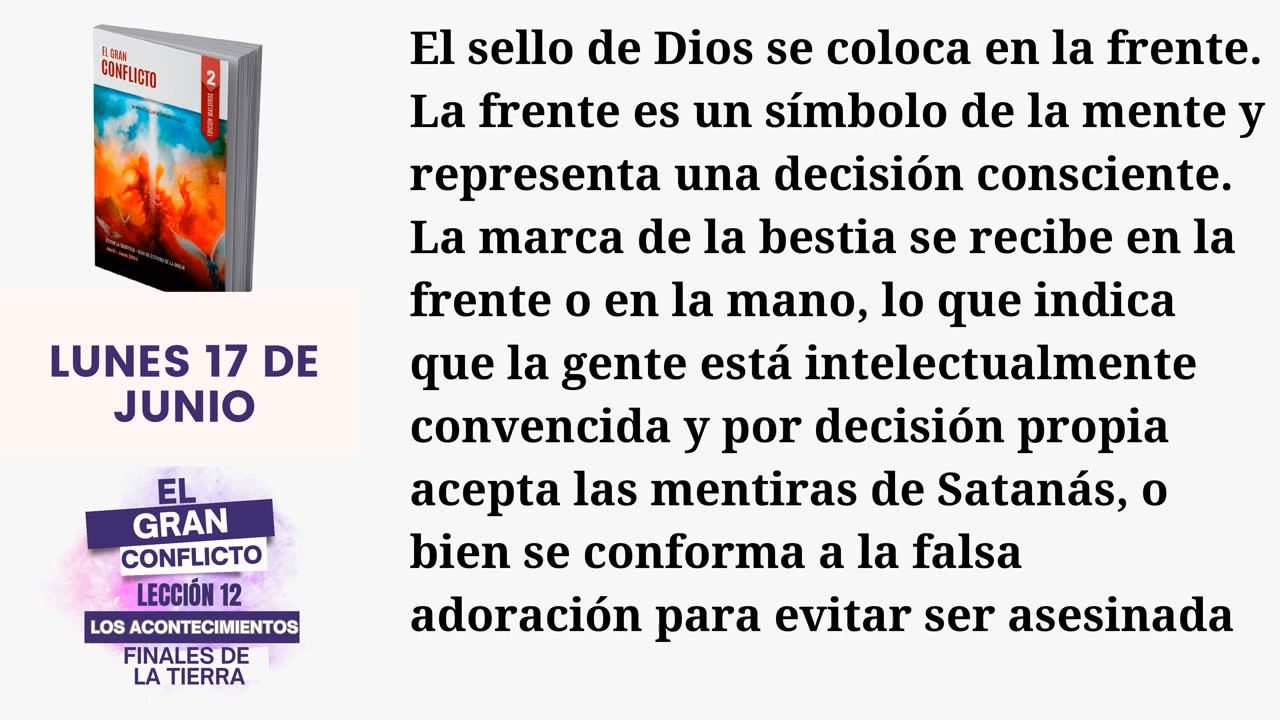 EL GRAN
CONFLICTO
2
LUNES 17 DE
JUNIO
EL
GRAN
CONFLICTO
LECCIÓN 12
LOS ACONTECIMIENTOS
FINALES DE
LA TIERRA
El sello de Dios se coloca en la frente.
La frente es un símbolo de la mente y
representa una decisión consciente.
La marca de la bestia se recibe en la
frente o en la mano, lo que indica
que la gente está intelectualmente
convencida y por decisión propia
acepta las mentiras de Satanás, o
bien se conforma a la falsa
adoración para evitar ser asesinada